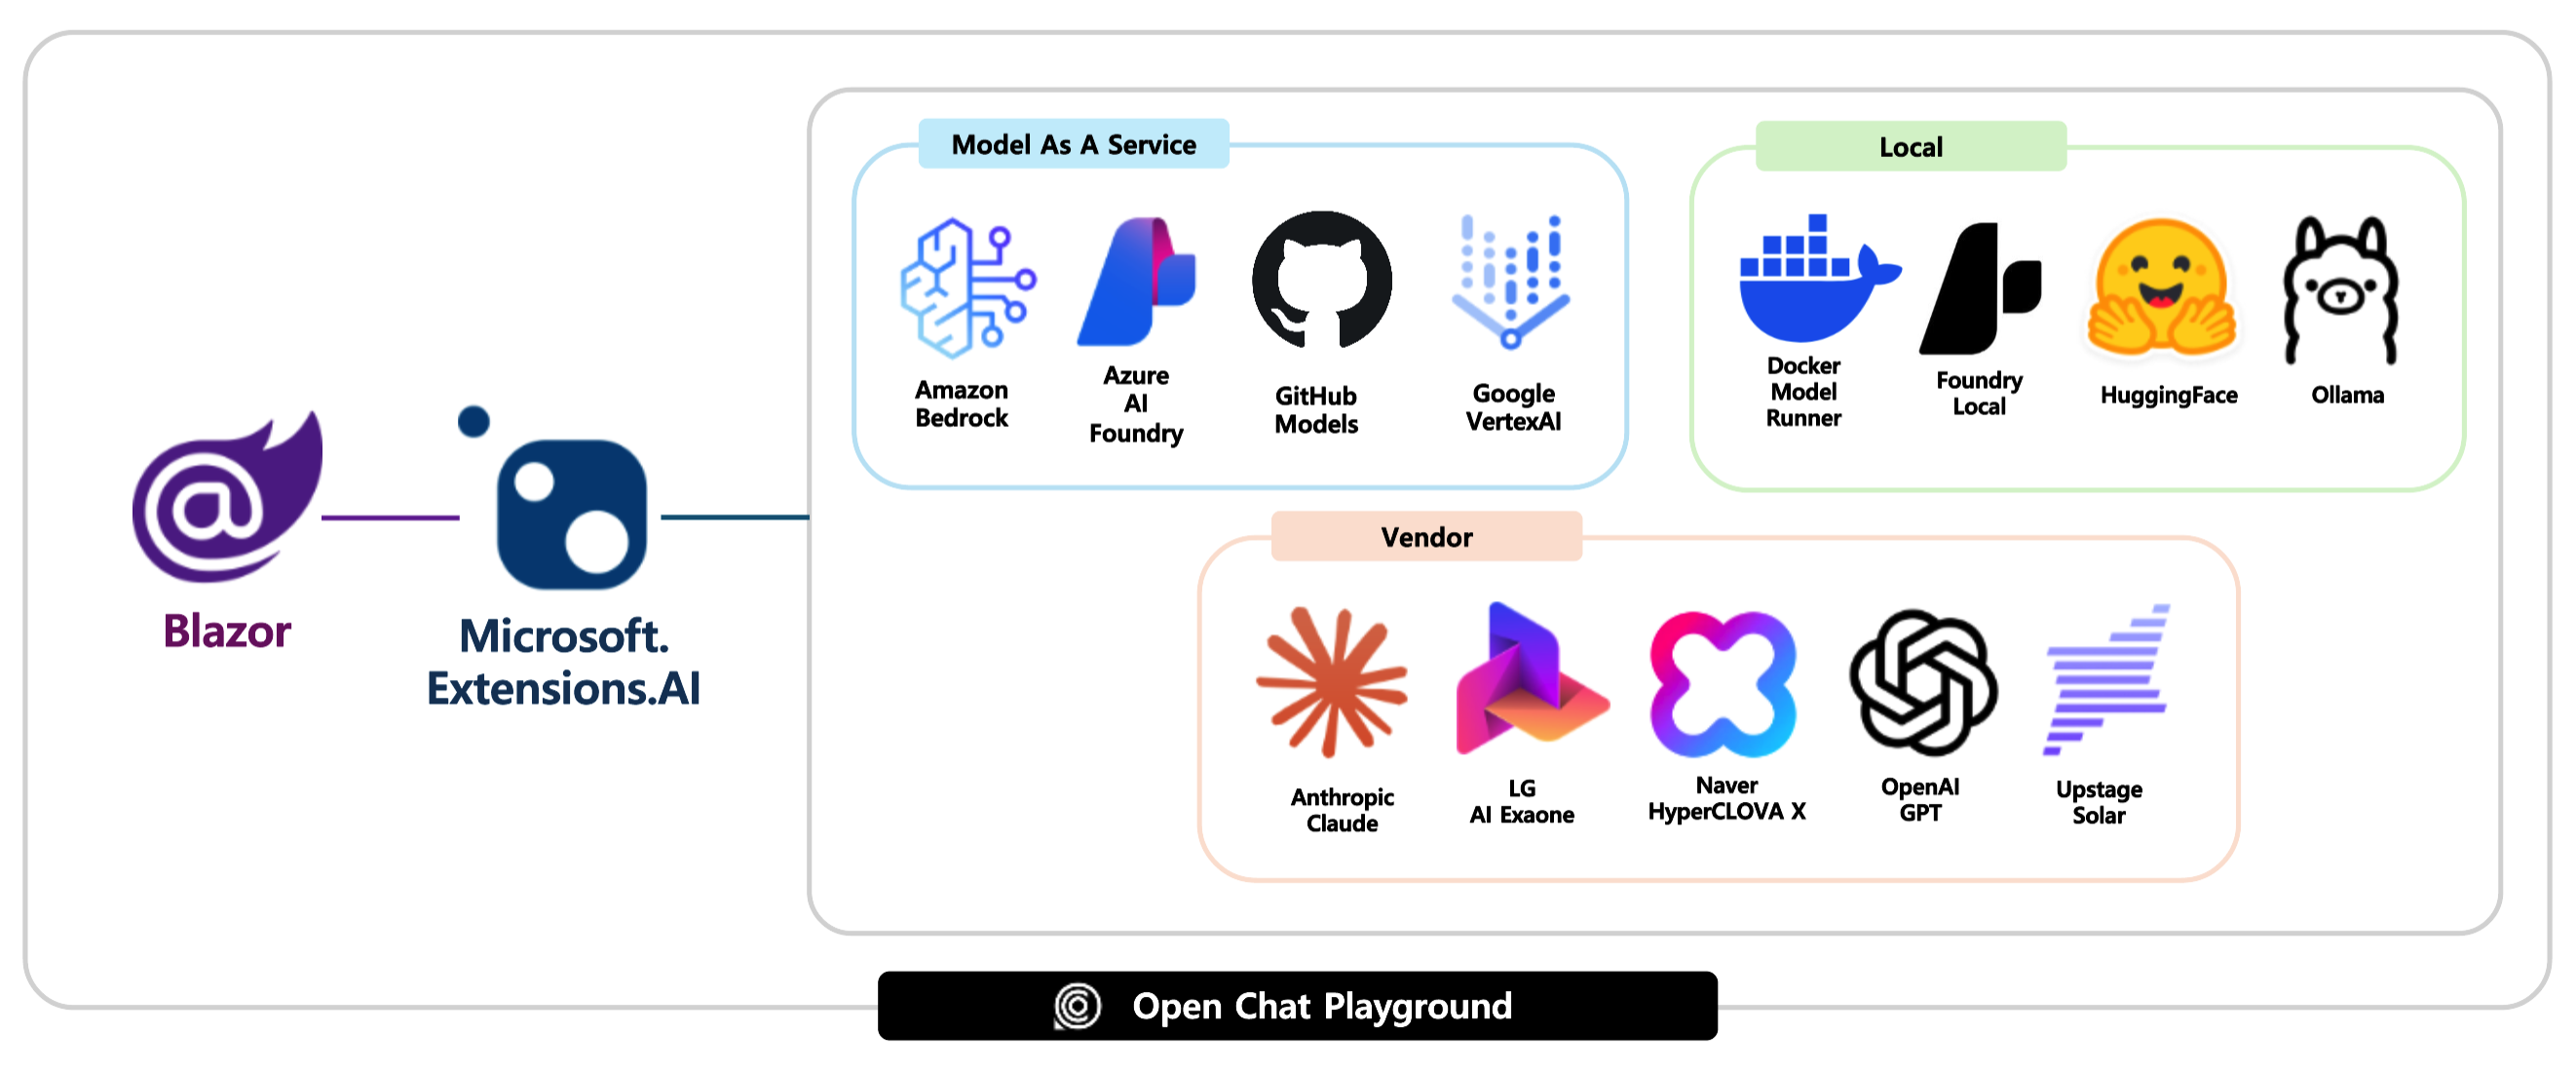 Model As A Service
Amazon
Bedrock
Azure
AI
Foundry
GitHub
Models
Google
VertexAI
Local
Docker
Model
Runner
Foundry
Local
HuggingFace
Ollama
Blazor
Microsoft.
Extensions.AI
Vendor
Anthropic
Claude
LG
AI Exaone
Naver
HyperCLOVA X
OpenAI
GPT
Upstage
Solar
Open Chat Playground